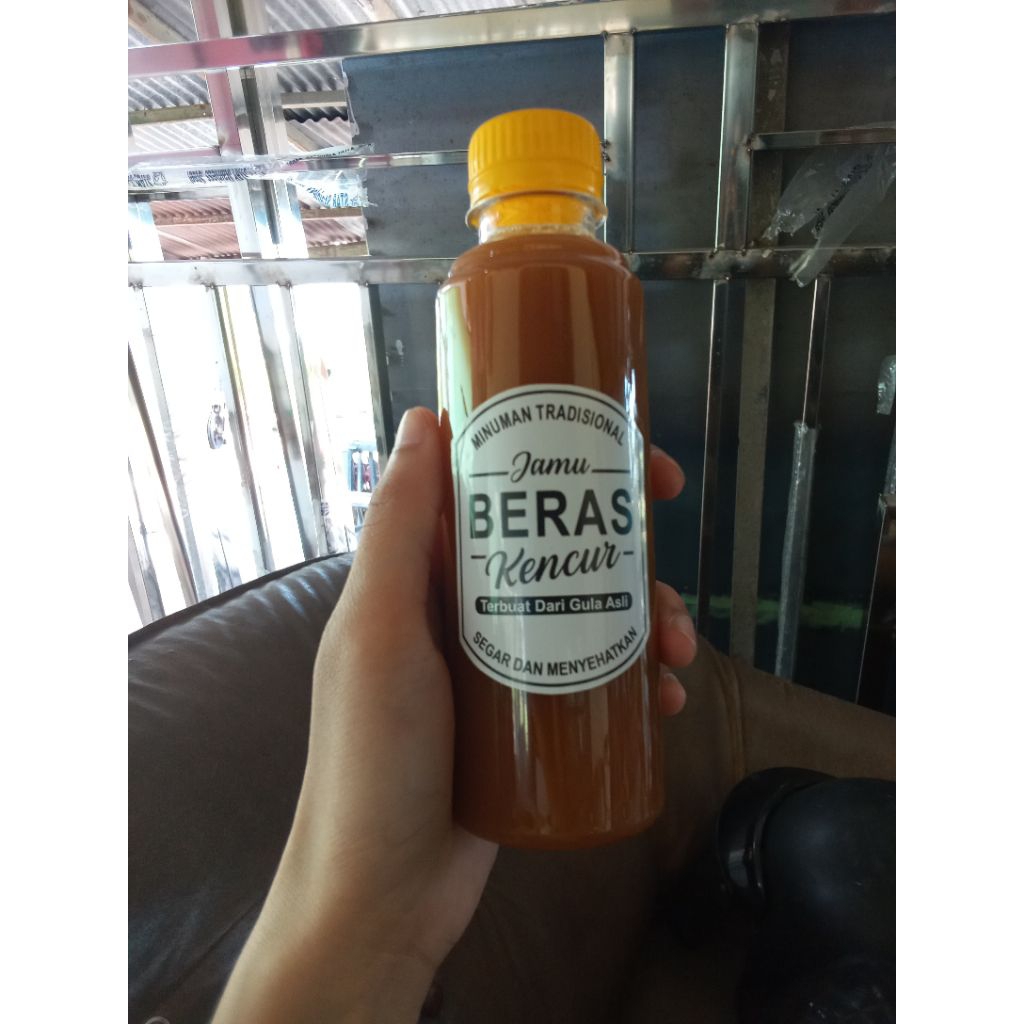 MINUMAN TRADISIONAL
Jamu
BERAS
Kencur
Terbuat Dari Gula Asli
SEGAR DAN MENYEHATKAN